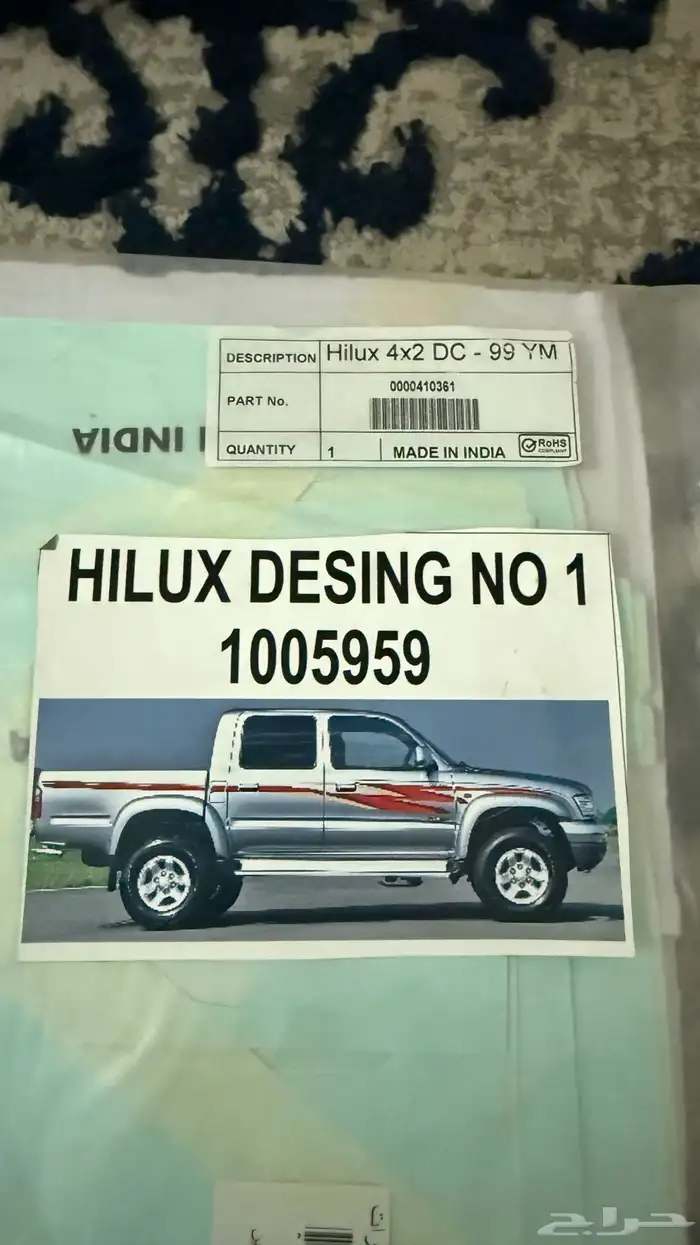 DESCRIPTION Hilux 4x2 DC - 99 YM
PART No. 0000410361
QUANTITY 1 MADE IN INDIA RoHS COMPLIANT
INDIA
HILUX DESING NO 1
1005959
حراج